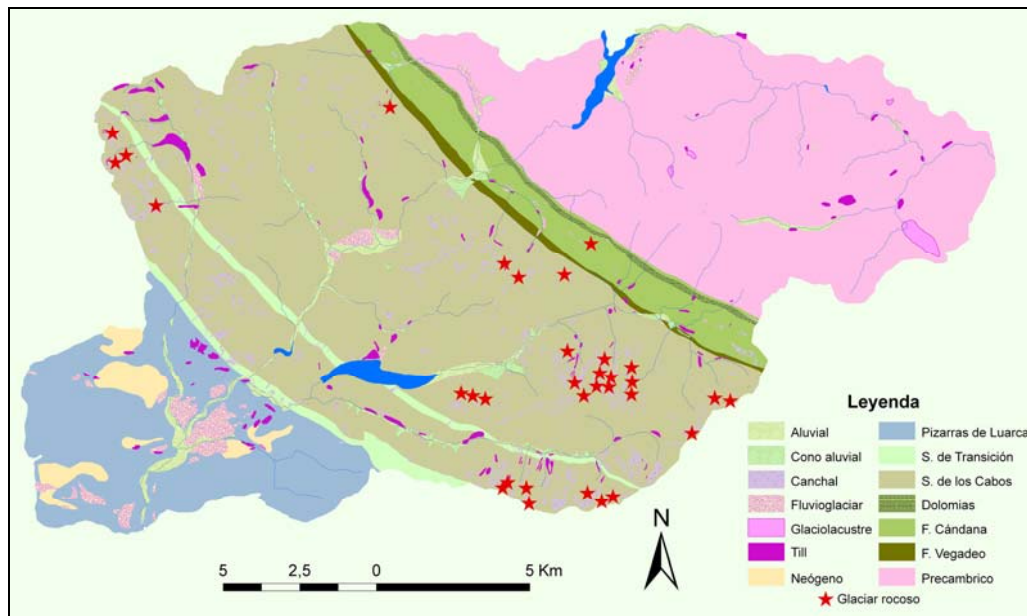 Leyenda
Aluvial
Cono aluvial
Canchal
Fluvioglaciar
Glaciolacustre
Till
Neógeno
Pizarras de Luarca
S. de Transición
S. de los Cabos
Dolomias
F. Cándana
F. Vegadeo
Precambrico
Glaciar rocoso
N
5 2,5 0 5 Km